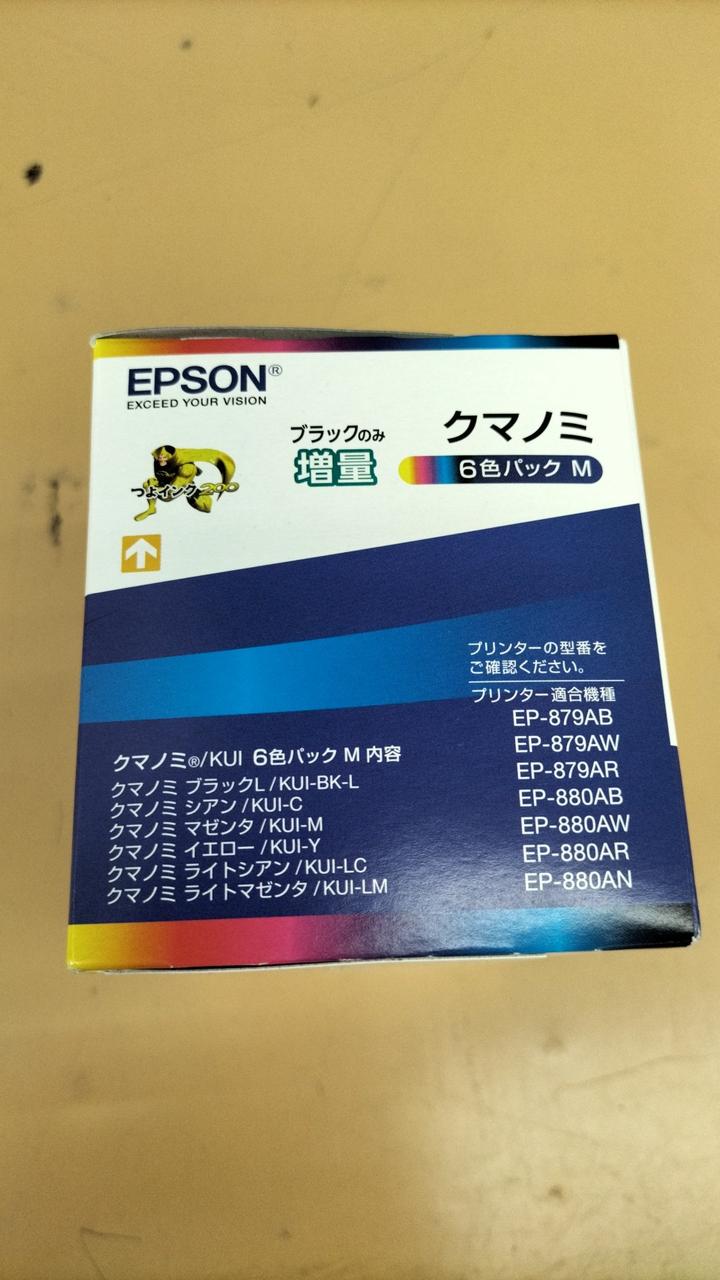 EPSON®
EXCEED YOUR VISION
つよインク200
ブラックのみ
増量
クマノミ
6色パック M
プリンターの型番を
ご確認ください。
プリンター適合機種
EP-879AB
EP-879AW
EP-879AR
EP-880AB
EP-880AW
EP-880AR
EP-880AN
クマノミ®/KUI 6色パック M 内容
クマノミ ブラックL/KUI-BK-L
クマノミ シアン/KUI-C
クマノミ マゼンタ/KUI-M
クマノミ イエロー/KUI-Y
クマノミ ライトシアン/KUI-LC
クマノミ ライトマゼンタ/KUI-LM